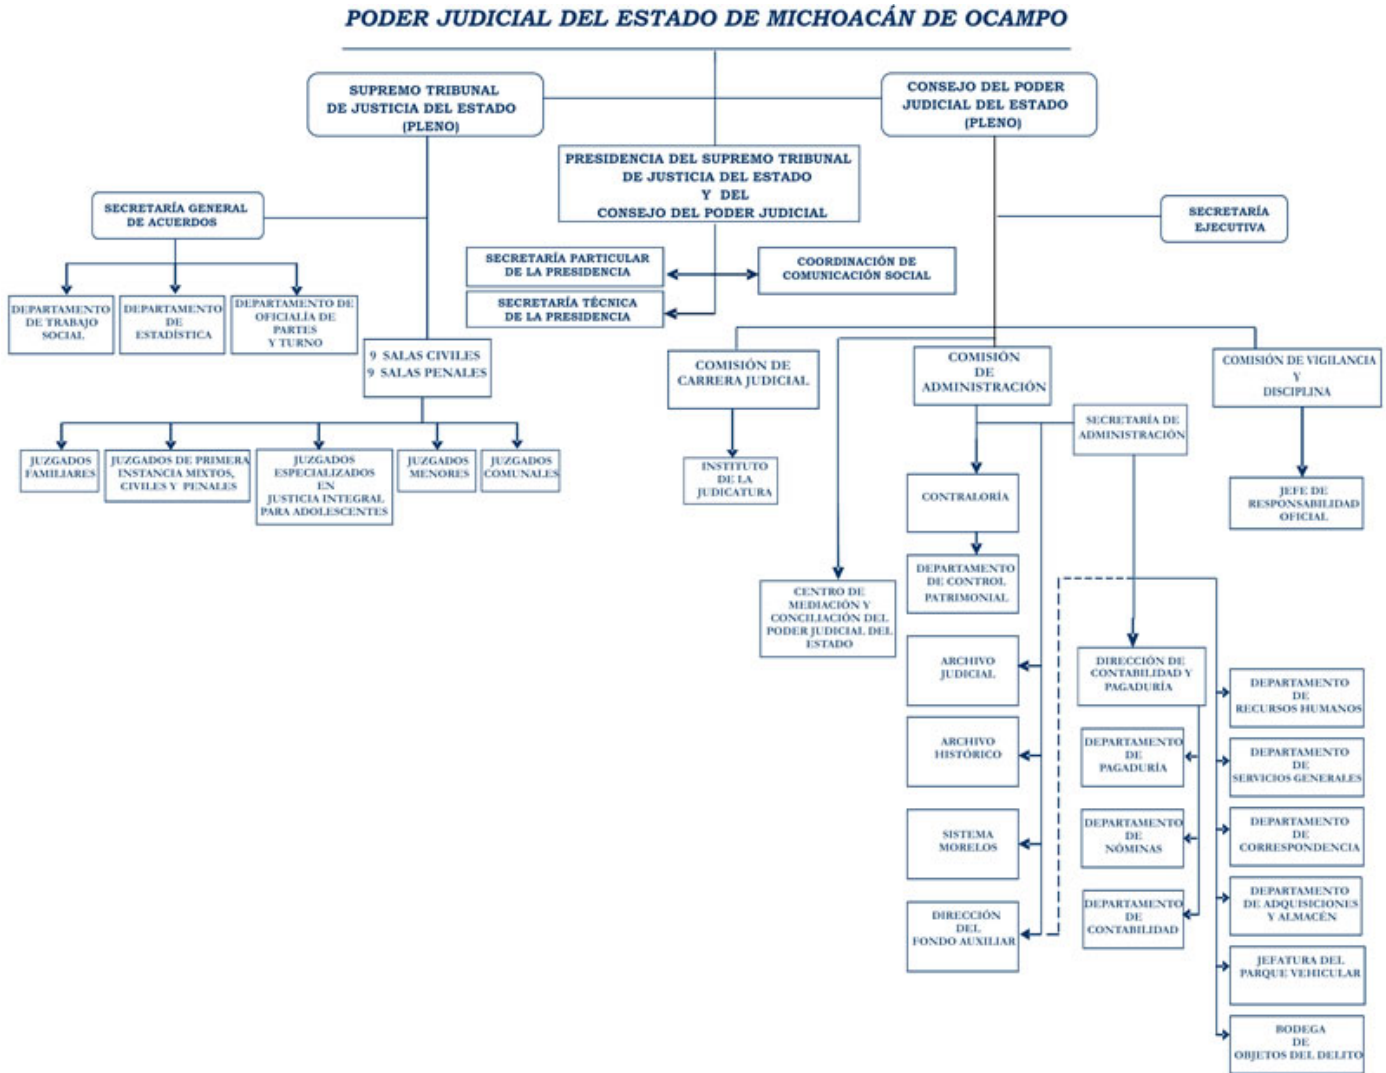 PODER JUDICIAL DEL ESTADO DE MICHOACÁN DE OCAMPO
SUPREMO TRIBUNAL
DE JUSTICIA DEL ESTADO
(PLENO)
CONSEJO DEL PODER
JUDICIAL DEL ESTADO
(PLENO)
PRESIDENCIA DEL SUPREMO TRIBUNAL
DE JUSTICIA DEL ESTADO
Y DEL
CONSEJO DEL PODER JUDICIAL
SECRETARÍA GENERAL
DE ACUERDOS
SECRETARÍA
EJECUTIVA
SECRETARÍA PARTICULAR
DE LA PRESIDENCIA
COORDINACIÓN DE
COMUNICACIÓN SOCIAL
SECRETARÍA TÉCNICA
DE LA PRESIDENCIA
DEPARTAMENTO
DE TRABAJO
SOCIAL
DEPARTAMENTO
DE
ESTADÍSTICA
DEPARTAMENTO DE
OFICIALÍA DE
PARTES
Y TURNO
9 SALAS CIVILES
9 SALAS PENALES
COMISIÓN DE
CARRERA JUDICIAL
COMISIÓN
DE
ADMINISTRACIÓN
COMISIÓN DE VIGILANCIA
Y
DISCIPLINA
SECRETARÍA DE
ADMINISTRACIÓN
JUZGADOS
FAMILIARES
JUZGADOS DE PRIMERA
INSTANCIA MIXTOS,
CIVILES Y PENALES
JUZGADOS
ESPECIALIZADOS
EN
JUSTICIA INTEGRAL
PARA ADOLESCENTES
JUZGADOS
MENORES
JUZGADOS
COMUNALES
INSTITUTO
DE LA
JUDICATURA
CONTRALORÍA
JEFE DE
RESPONSABILIDAD
OFICIAL
DEPARTAMENTO
DE CONTROL
PATRIMONIAL
CENTRO DE
MEDIACIÓN Y
CONCILIACIÓN DEL
PODER JUDICIAL DEL
ESTADO
ARCHIVO
JUDICIAL
DIRECCIÓN DE
CONTABILIDAD Y
PAGADURÍA
DEPARTAMENTO
DE
RECURSOS HUMANOS
ARCHIVO
HISTÓRICO
DEPARTAMENTO
DE
PAGADURÍA
DEPARTAMENTO
DE
SERVICIOS GENERALES
SISTEMA
MORELOS
DEPARTAMENTO
DE
NÓMINAS
DEPARTAMENTO
DE
CORRESPONDENCIA
DIRECCIÓN
DEL
FONDO AUXILIAR
DEPARTAMENTO
DE
CONTABILIDAD
DEPARTAMENTO
DE ADQUISICIONES
Y ALMACÉN
JEFATURA DEL
PARQUE VEHICULAR
BODEGA
DE
OBJETOS DEL DELITO